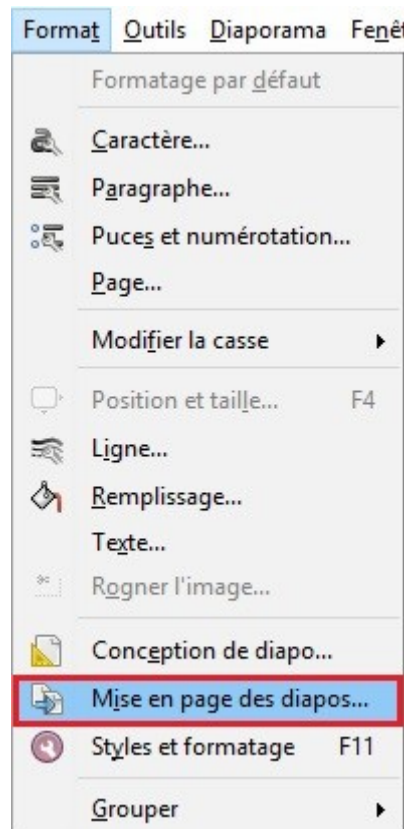 Format Outils Diaporama Fenêt
Formatage par défaut
Caractère...
Paragraphe...
Puces et numérotation...
Page...
Modifier la casse
Position et taille... F4
Ligne...
Remplissage...
Texte...
Rogner l'image...
Conception de diapo...
Mise en page des diapos...
Styles et formatage F11
Grouper